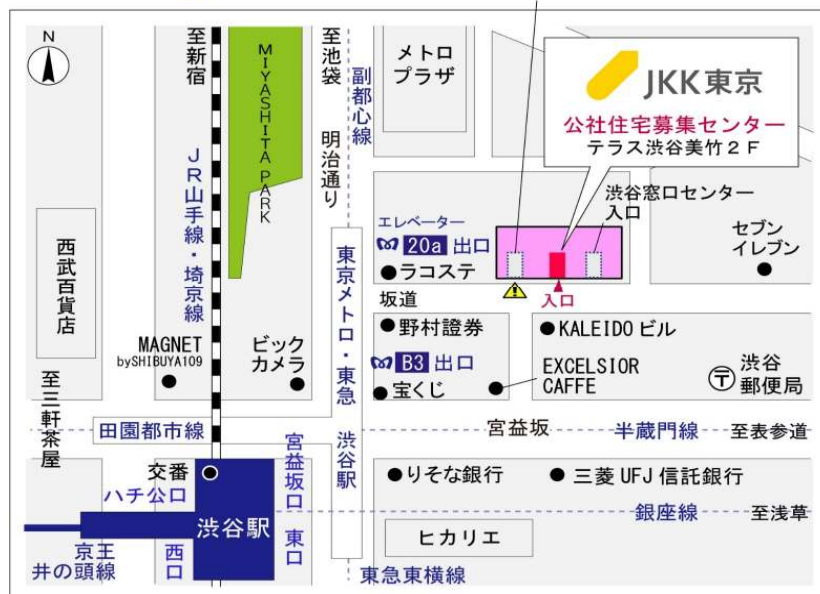 N
至新宿
MIYASHITA PARK
至池袋
副都心線
明治通り
メトロ
プラザ
JKK東京
公社住宅募集センター
テラス渋谷美竹2F
JR山手線・埼京線
西武百貨店
エレベーター
20a 出口
ラコステ
渋谷窓口センター
入口
セブン
イレブン
入口
坂道
東京メトロ・東急
渋谷駅
野村證券
KALEIDO ビル
MAGNET
bySHIBUYA109
ビック
カメラ
B3 出口
宝くじ
EXCELSIOR
CAFFE
渋谷
郵便局
至三軒茶屋
田園都市線
宮益坂
半蔵門線
至表参道
交番
ハチ公口
宮益坂口
りそな銀行
三菱UFJ信託銀行
渋谷駅
銀座線
至浅草
京王
井の頭線
西口
東口
ヒカリエ
東急東横線